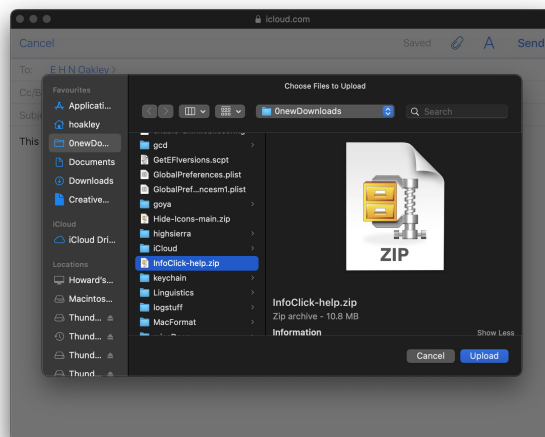 icloud.com
Cancel
Saved
A
Send
To: E H N Oakley
Cc/B
Subj
This
Choose Files to Upload
Favourites
Applicati...
hoakley
0newDo...
Documents
Downloads
Creative...
iCloud
iCloud Dri...
Locations
Howard's...
Macintos...
Thund...
Thund...
Thund...
Thund...
0newDownloads
Search
gcd
GetEFIversions.scpt
GlobalPreferences.plist
GlobalPref...ncesm1.plist
goya
Hide-Icons-main.zip
highsierra
iCloud
InfoClick-help.zip
keychain
Linguistics
logstuff
MacFormat
ZIP
InfoClick-help.zip
Zip archive - 10.8 MB
Information
Show Less
Cancel
Upload